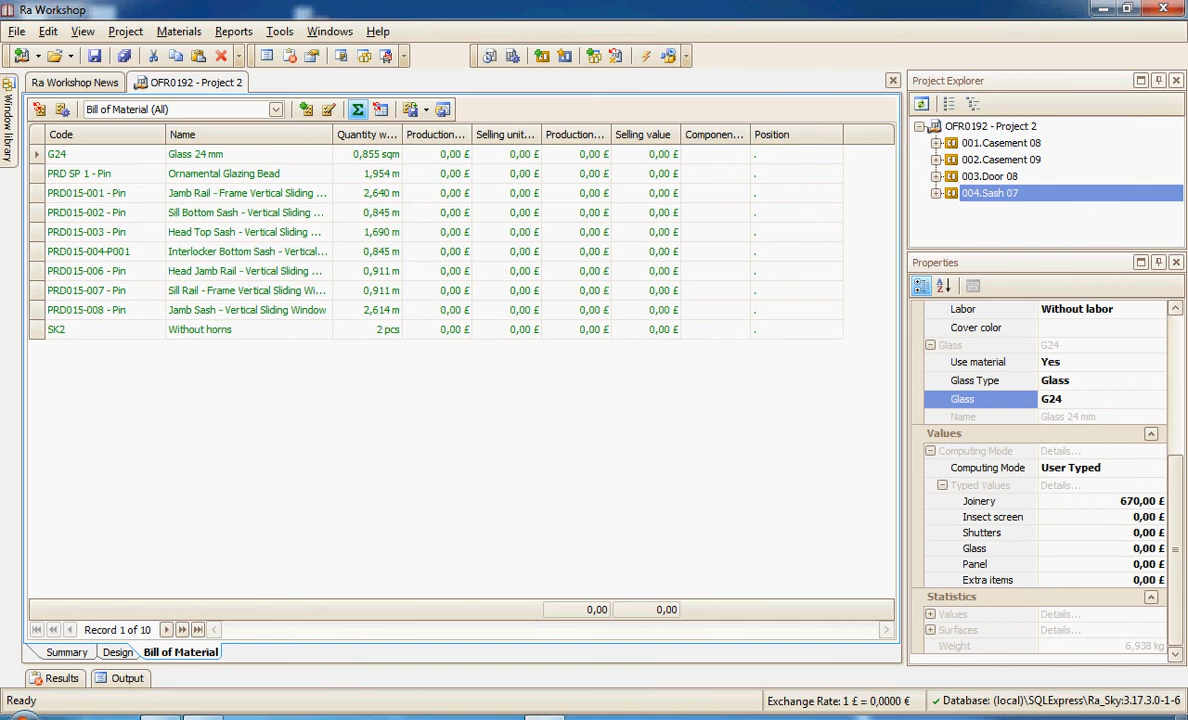 Ra Workshop
File Edit View Project Materials Reports Tools Windows Help
Window library
Ra Workshop News
OFR0192 - Project 2
Bill of Material (All)
Code Name Quantity w... Production... Selling unit... Production... Selling value Componen... Position
G24 Glass 24 mm 0,855 sqm 0,00 £ 0,00 £ 0,00 £ 0,00 £ .
PRD SP 1 - Pin Ornamental Glazing Bead 1,954 m 0,00 £ 0,00 £ 0,00 £ 0,00 £ .
PRD015-001 - Pin Jamb Rail - Frame Vertical Sliding ... 2,640 m 0,00 £ 0,00 £ 0,00 £ 0,00 £ .
PRD015-002 - Pin Sill Bottom Sash - Vertical Sliding ... 0,845 m 0,00 £ 0,00 £ 0,00 £ 0,00 £ .
PRD015-003 - Pin Head Top Sash - Vertical Sliding ... 1,690 m 0,00 £ 0,00 £ 0,00 £ 0,00 £ .
PRD015-004-P001 Interlocker Bottom Sash - Vertical... 0,845 m 0,00 £ 0,00 £ 0,00 £ 0,00 £ .
PRD015-006 - Pin Head Jamb Rail - Vertical Sliding ... 0,911 m 0,00 £ 0,00 £ 0,00 £ 0,00 £ .
PRD015-007 - Pin Sill Rail - Frame Vertical Sliding Wi... 0,911 m 0,00 £ 0,00 £ 0,00 £ 0,00 £ .
PRD015-008 - Pin Jamb Sash - Vertical Sliding Window 2,614 m 0,00 £ 0,00 £ 0,00 £ 0,00 £ .
SK2 Without horns 2 pcs 0,00 £ 0,00 £ 0,00 £ 0,00 £ .
0,00 0,00
Record 1 of 10
Summary Design Bill of Material
Results Output
Project Explorer
OFR0192 - Project 2
001.Casement 08
002.Casement 09
003.Door 08
004.Sash 07
Properties
Labor Without labor
Cover color
Glass G24
Use material Yes
Glass Type Glass
Glass G24
Name Glass 24 mm
Values
Computing Mode Details...
Computing Mode User Typed
Typed Values Details...
Joinery 670,00 £
Insect screen 0,00 £
Shutters 0,00 £
Glass 0,00 £
Panel 0,00 £
Extra items 0,00 £
Statistics
Values Details...
Surfaces Details...
Weight 6,938 kg
Ready
Exchange Rate: 1 £ = 0,0000 €
Database: (local)\SQLExpress\Ra_Sky:3.17.3.0-1-6